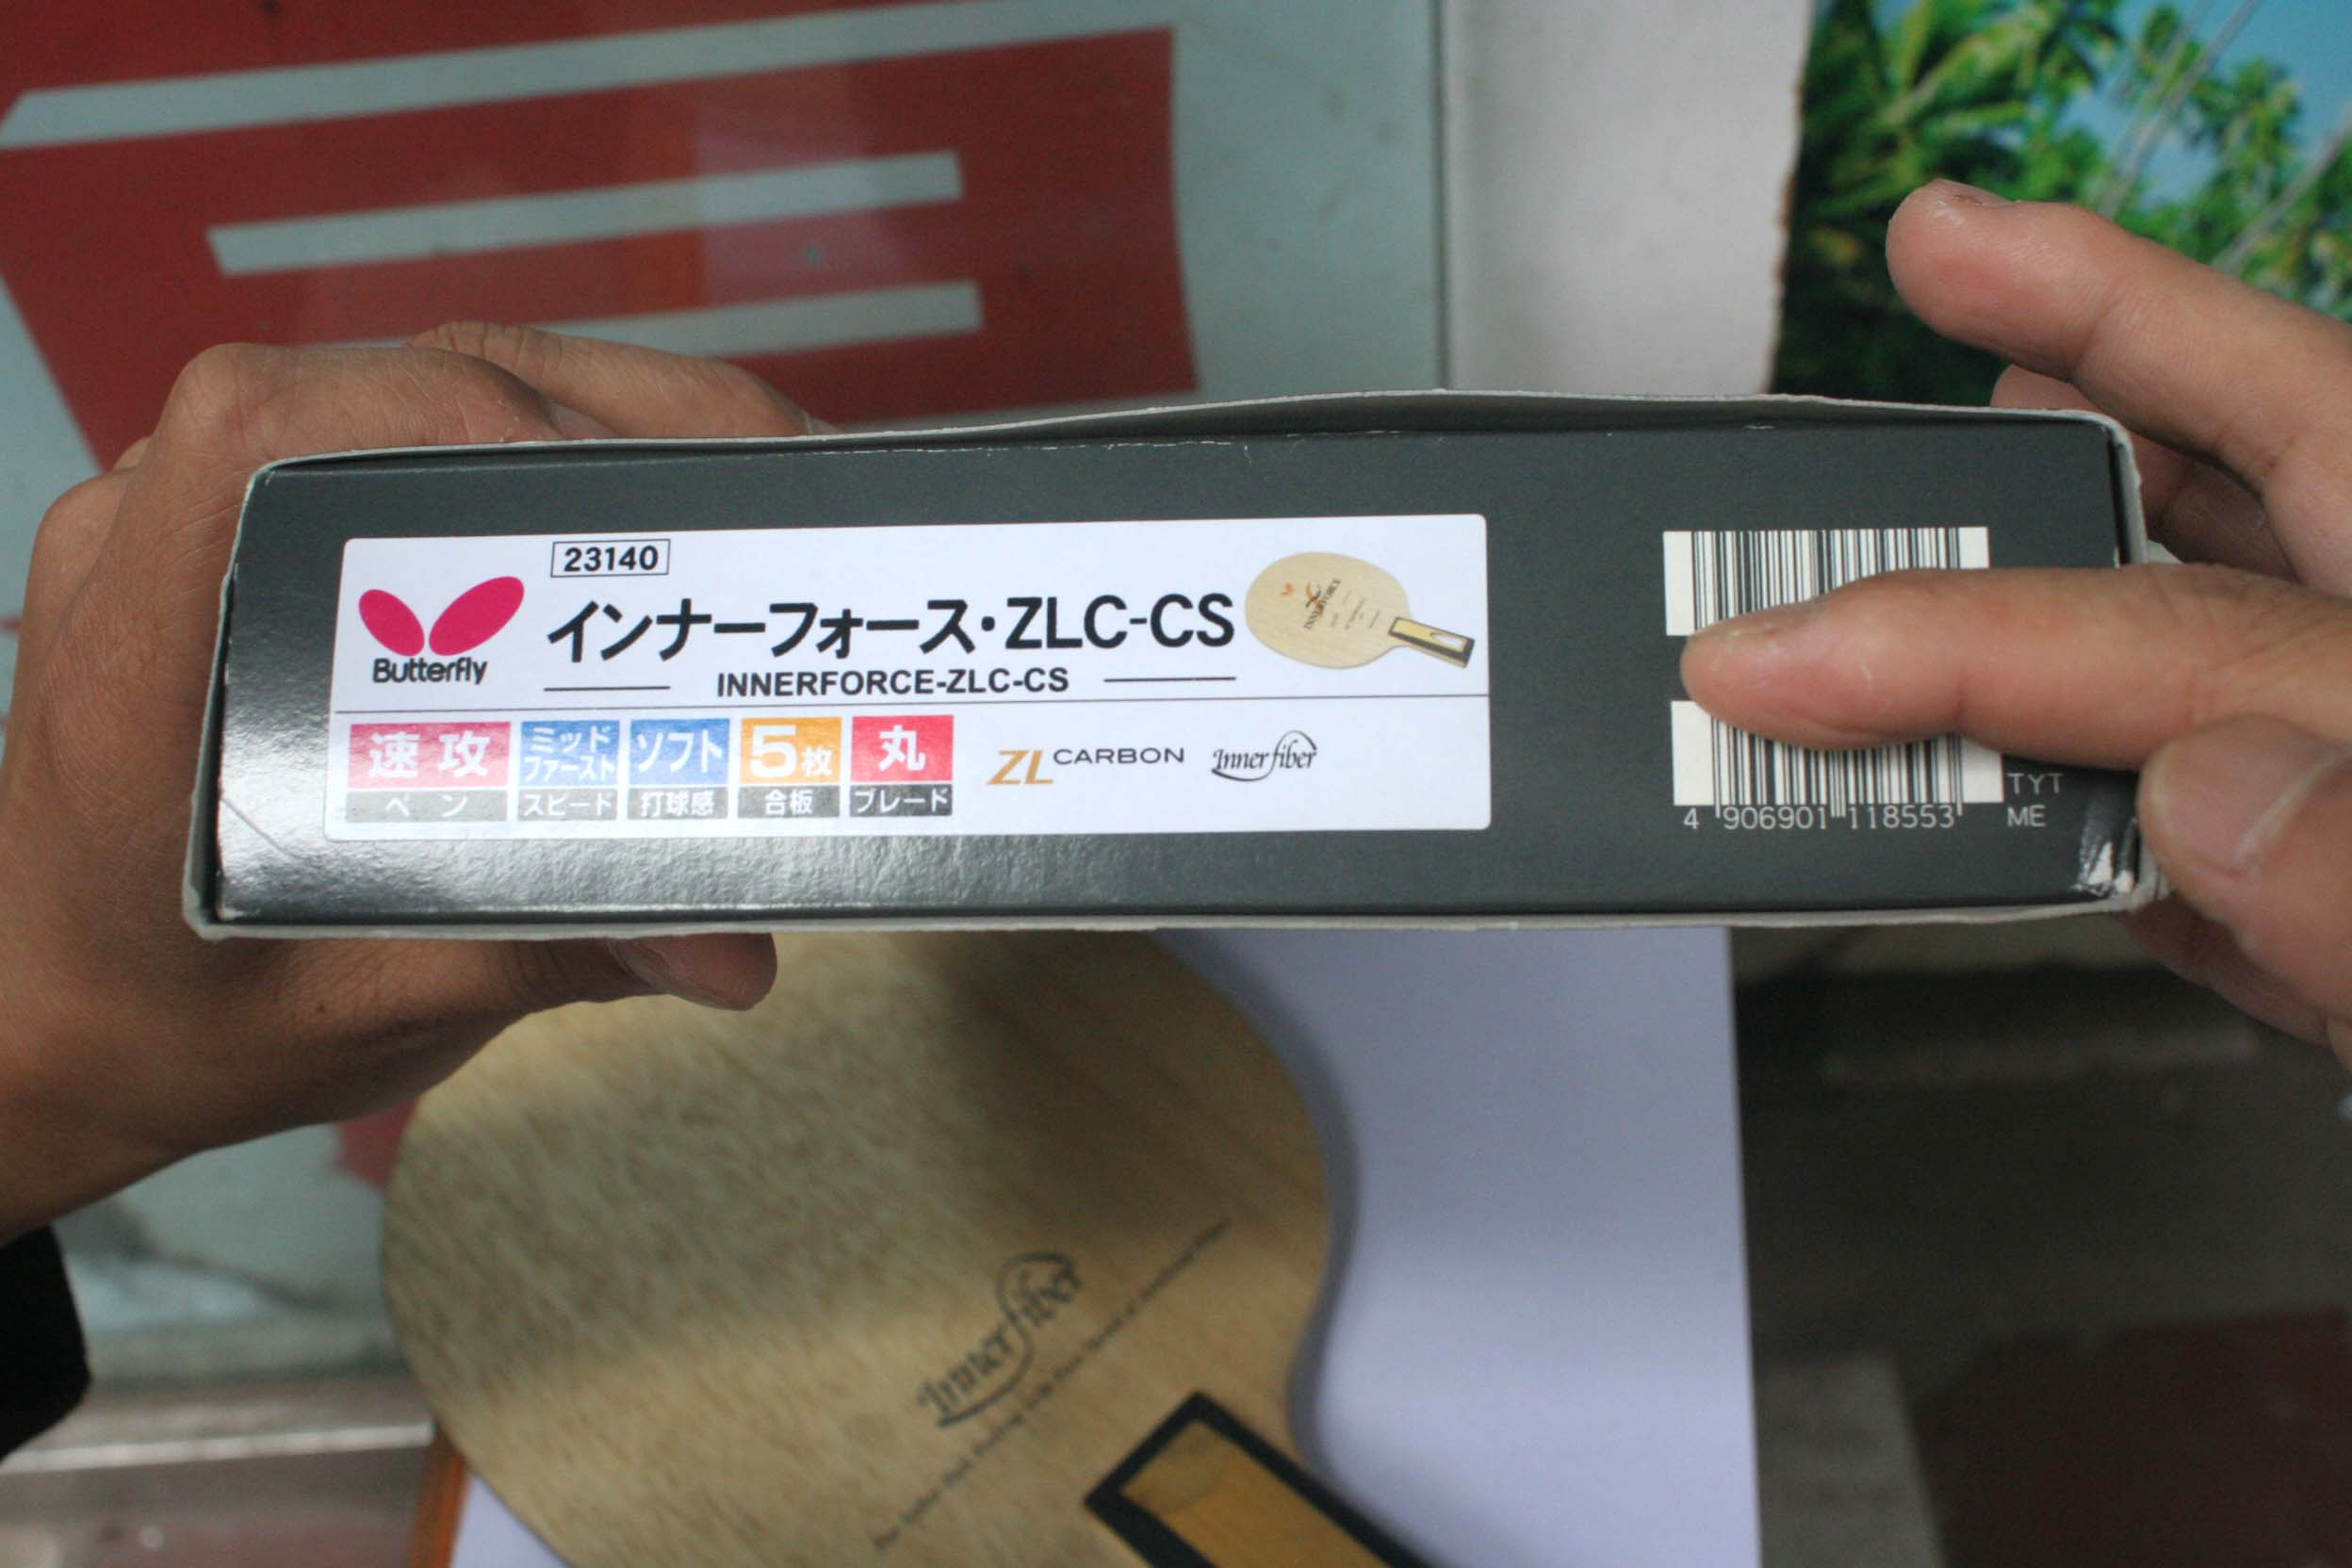 23140
Butterfly
インナーフォース・ZLC-CS
INNERFORCE-ZLC-CS
速攻 ミッドファースト ソフト 5枚 丸
ペン スピード 打球感 合板 ブレード
ZL CARBON Inner fiber
TYT
4 906901 118553 ME
Inner fiber